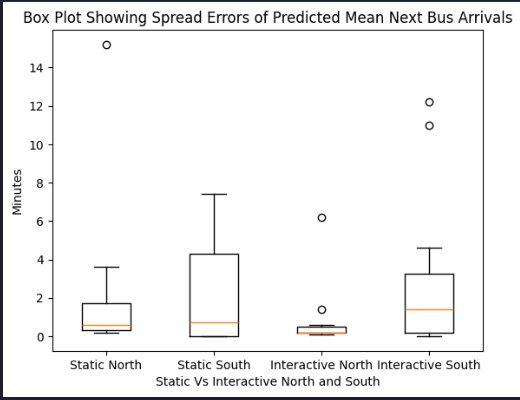 Box Plot Showing Spread Errors of Predicted Mean Next Bus Arrivals
14
12
10
8
6
4
2
0
Minutes
Static North Static South Interactive North Interactive South
Static Vs Interactive North and South